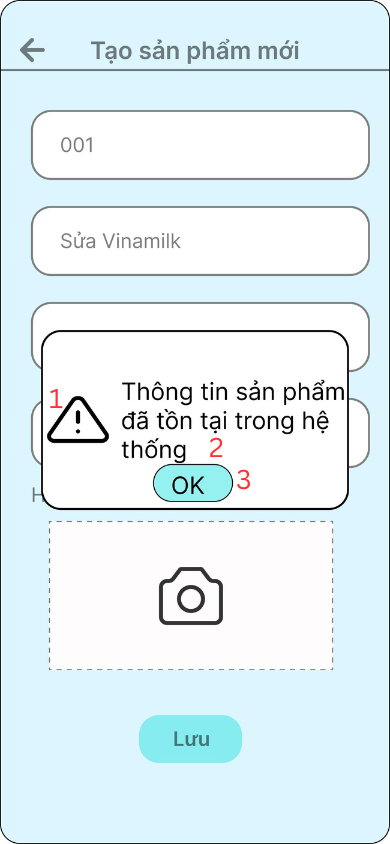 Tạo sản phẩm mới
001
Sửa Vinamilk
1
Thông tin sản phẩm
đã tồn tại trong hệ
thống
2
OK
3
H
Lưu